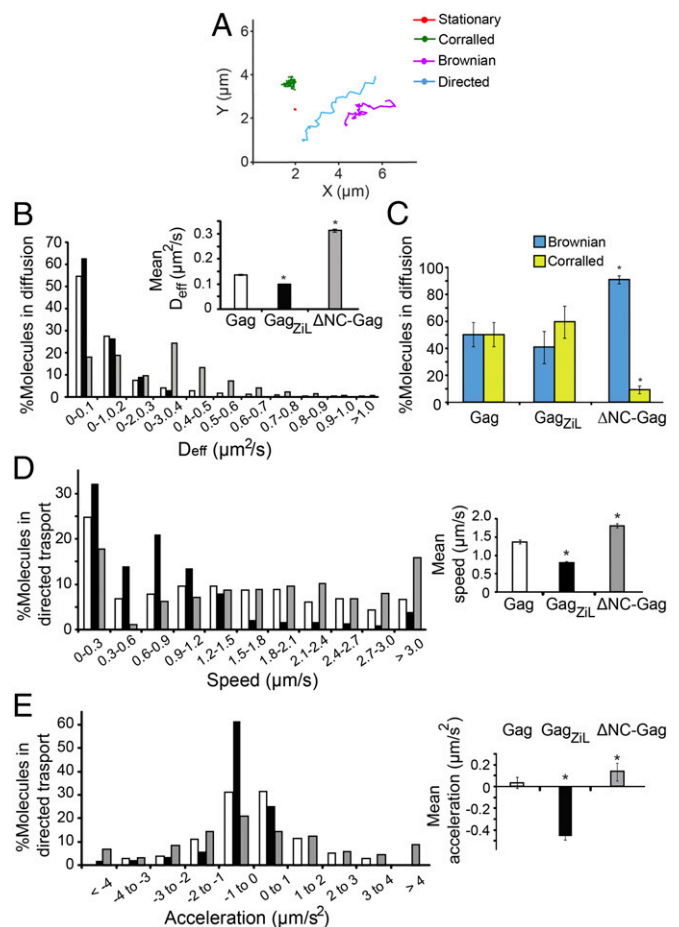 A
Stationary
Corralled
Brownian
Directed
6
4
2
0
Y (µm)
2 4 6
X (µm)
B
%Molecules in diffusion
70
60
50
40
30
20
10
0
0-0.1 0-1.0.2 0-2.0.3 0-3.0.4 0.4-0.5 0.5-0.6 0.6-0.7 0.7-0.8 0.8-0.9 0.9-1.0 >1.0
Deff (µm²/s)
Mean
Deff (µm²/s)
0.3
0.2
0.1
0
* *
Gag GagZiL ΔNC-Gag
C
Brownian
Corralled
%Molecules in diffusion
100
80
60
40
20
0
* *
Gag GagZiL ΔNC-Gag
D
%Molecules in
directed trasport
30
20
10
0
0-0.3 0.3-0.6 0.6-0.9 0.9-1.2 1.2-1.5 1.5-1.8 1.8-2.1 2.1-2.4 2.4-2.7 2.7-3.0 > 3.0
Speed (µm/s)
Mean
speed (µm/s)
2.0
1.5
1.0
0.5
0
* *
Gag GagZiL ΔNC-Gag
E
%Molecules in
directed trasport
60
50
40
30
20
10
0
< -4 -4 to -3 -3 to -2 -2 to -1 -1 to 0 0 to 1 1 to 2 2 to 3 3 to 4 > 4
Acceleration (µm/s²)
Gag GagZiL ΔNC-Gag
Mean
acceleration (µm/s²)
0.2
0
-0.2
-0.4
* *